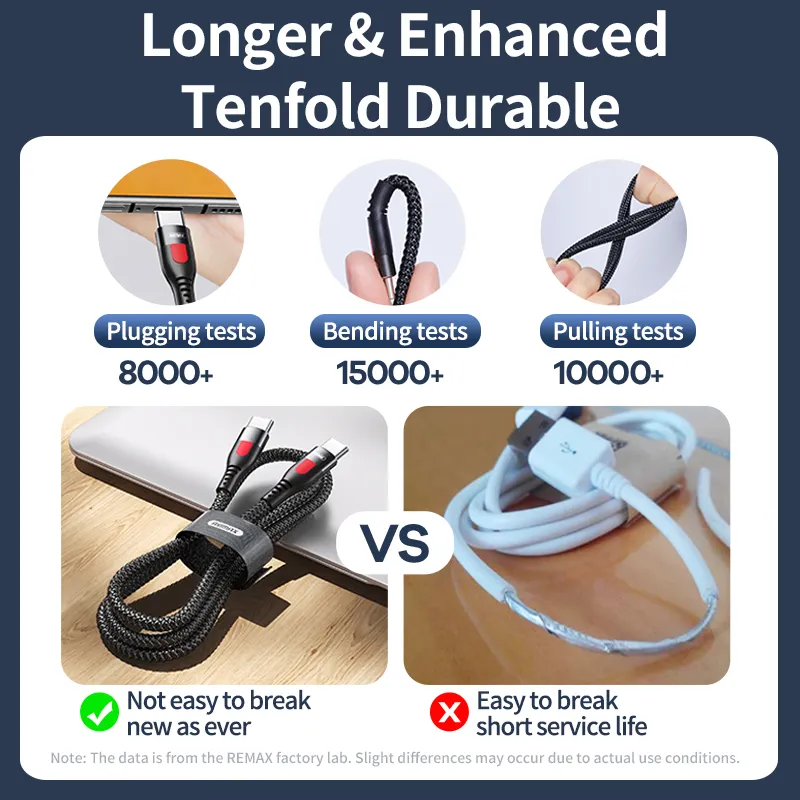 Longer & Enhanced
Tenfold Durable
Plugging tests
Bending tests
Pulling tests
8000+
15000+
10000+
VS
Not easy to break
new as ever
Easy to break
short service life
Note: The data is from the REMAX factory lab. Slight differences may occur due to actual use conditions.